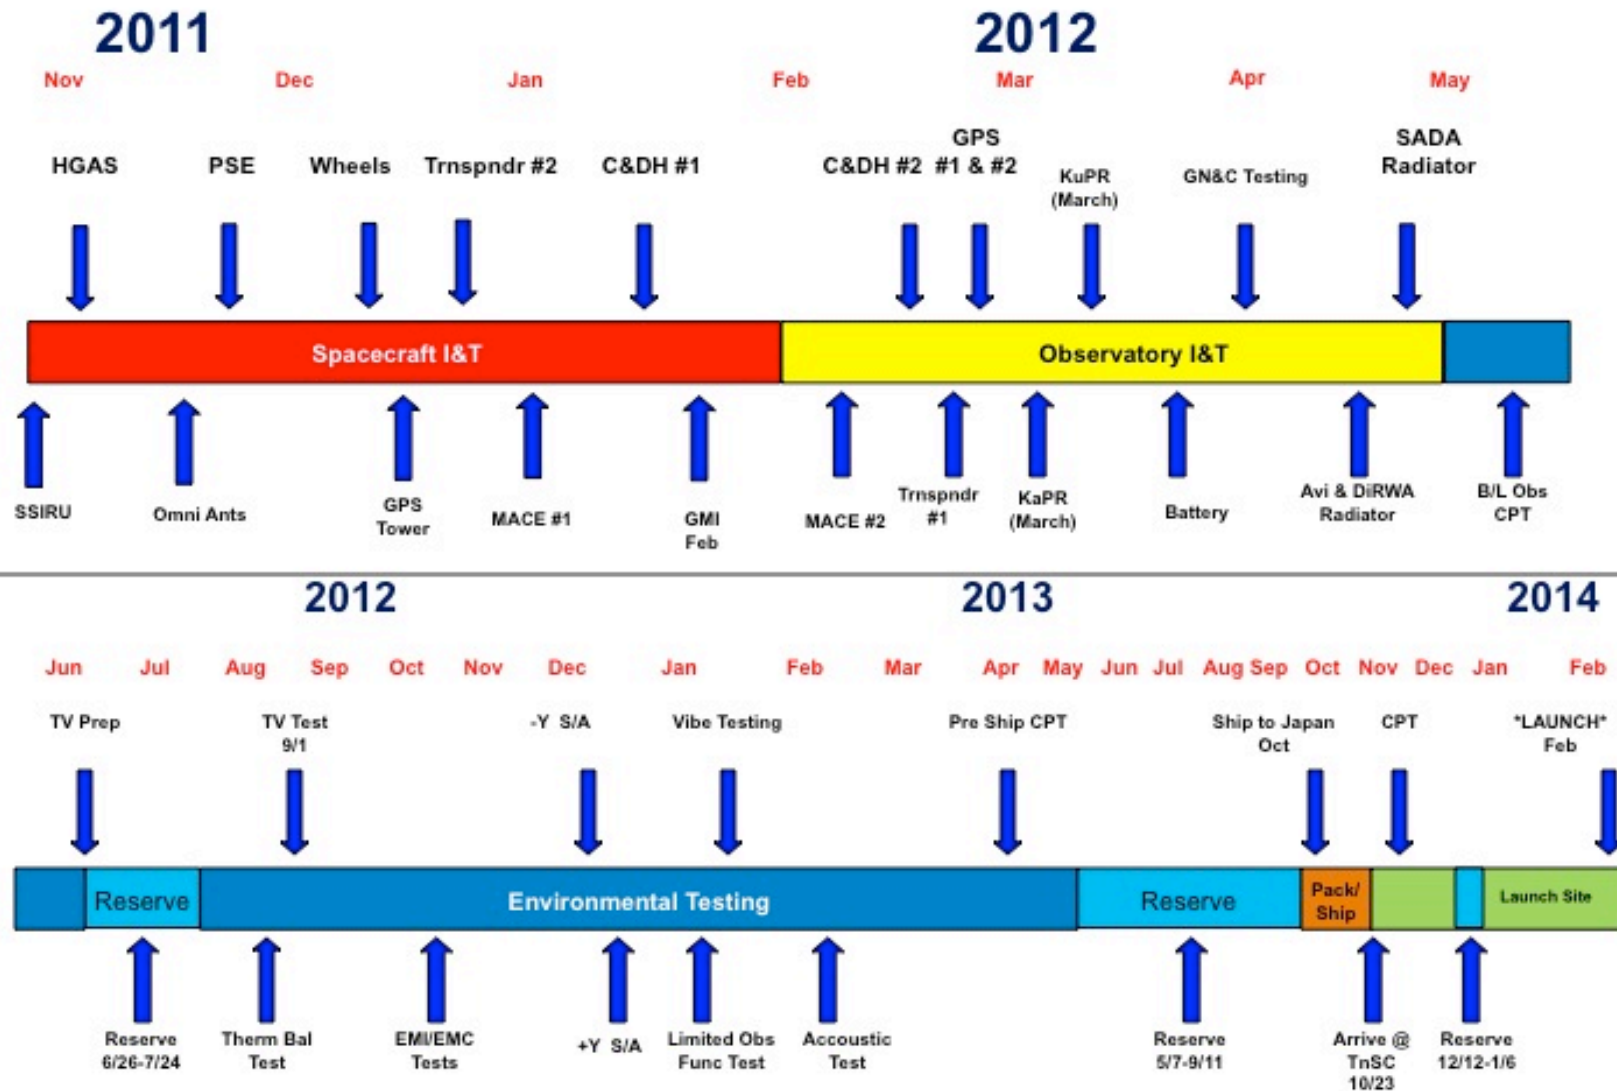 2011 2012
Nov Dec Jan Feb Mar Apr May
HGAS PSE Wheels Trnspndr #2 C&DH #1 C&DH #2
GPS
#1 & #2
KuPR
(March)
GN&C Testing
SADA
Radiator
Spacecraft I&T Observatory I&T
SSIRU
Omni Ants
GPS
Tower
MACE #1
GMI
Feb
MACE #2
Trnspndr
#1
KaPR
(March)
Battery
Avi & DiRWA
Radiator
B/L Obs
CPT
2012 2013 2014
Jun Jul Aug Sep Oct Nov Dec Jan Feb Mar Apr May Jun Jul Aug Sep Oct Nov Dec Jan Feb
TV Prep
TV Test
9/1
-Y S/A
Vibe Testing
Pre Ship CPT
Ship to Japan
Oct
CPT
*LAUNCH*
Feb
Reserve
Environmental Testing
Reserve
Pack/
Ship
Launch Site
Reserve
6/26-7/24
Therm Bal
Test
EMI/EMC
Tests
+Y S/A
Limited Obs
Func Test
Accoustic
Test
Reserve
5/7-9/11
Arrive @
TnSC
10/23
Reserve
12/12-1/6